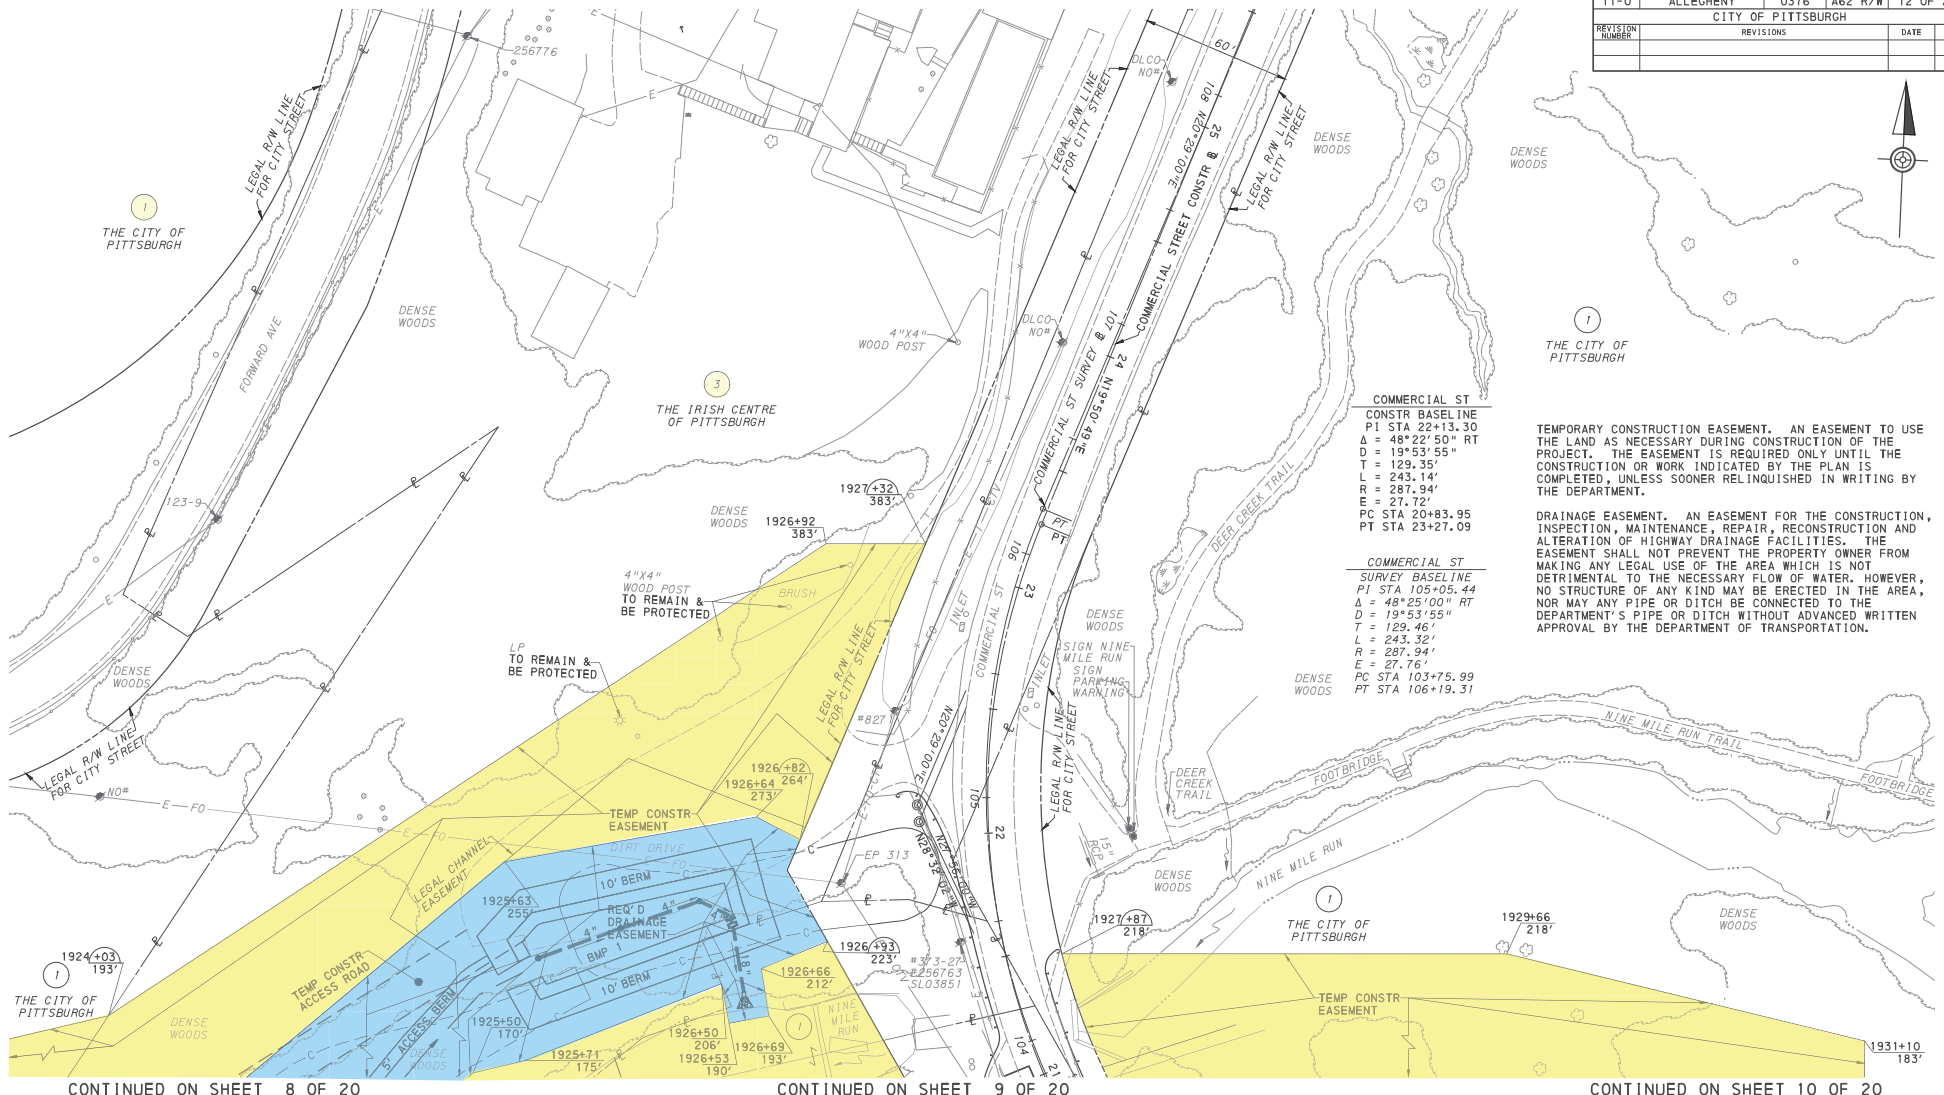 11-0 ALLEGHENY 0376 A62 R/W 12 OF
CITY OF PITTSBURGH
REVISION NUMBER REVISIONS DATE
256776
LEGAL R/W LINE
FOR CITY STREET
1
THE CITY OF
PITTSBURGH
FORWARD AVE
DENSE
WOODS
123-9
DLCO
NO#
60'
LEGAL R/W LINE
FOR CITY STREET
108
N20°29'00"E
25
COMMERCIAL STREET CONSTR
LEGAL R/W LINE
FOR CITY STREET
DENSE
WOODS
DENSE
WOODS
4"X4"
WOOD POST
DLCO
NO#
107
24
N19°50'49"E
COMMERCIAL ST SURVEY
3
THE IRISH CENTRE
OF PITTSBURGH
1
THE CITY OF
PITTSBURGH
COMMERCIAL ST
CONSTR BASELINE
PI STA 22+13.30
Δ = 48°22'50" RT
D = 19°53'55"
T = 129.35'
L = 243.14'
R = 287.94'
E = 27.72'
PC STA 20+83.95
PT STA 23+27.09
COMMERCIAL ST
SURVEY BASELINE
PI STA 105+05.44
Δ = 48°25'00" RT
D = 19°53'55"
T = 129.46'
L = 243.32'
R = 287.94'
E = 27.76'
PC STA 103+75.99
PT STA 106+19.31
TEMPORARY CONSTRUCTION EASEMENT. AN EASEMENT TO USE
THE LAND AS NECESSARY DURING CONSTRUCTION OF THE
PROJECT. THE EASEMENT IS REQUIRED ONLY UNTIL THE
CONSTRUCTION OR WORK INDICATED BY THE PLAN IS
COMPLETED, UNLESS SOONER RELINQUISHED IN WRITING BY
THE DEPARTMENT.
DRAINAGE EASEMENT. AN EASEMENT FOR THE CONSTRUCTION,
INSPECTION, MAINTENANCE, REPAIR, RECONSTRUCTION AND
ALTERATION OF HIGHWAY DRAINAGE FACILITIES. THE
EASEMENT SHALL NOT PREVENT THE PROPERTY OWNER FROM
MAKING ANY LEGAL USE OF THE AREA WHICH IS NOT
DETRIMENTAL TO THE NECESSARY FLOW OF WATER. HOWEVER,
NO STRUCTURE OF ANY KIND MAY BE ERECTED IN THE AREA,
NOR MAY ANY PIPE OR DITCH BE CONNECTED TO THE
DEPARTMENT'S PIPE OR DITCH WITHOUT ADVANCED WRITTEN
APPROVAL BY THE DEPARTMENT OF TRANSPORTATION.
1927+32
383'
1926+92
383'
DENSE
WOODS
COMMERCIAL ST
PT
PT
106
23
DEER CREEK TRAIL
4"X4"
WOOD POST
TO REMAIN &
BE PROTECTED
BRUSH
LP
TO REMAIN &
BE PROTECTED
LEGAL R/W LINE
FOR CITY STREET
INLET
COMMERCIAL ST
INLET
DENSE
WOODS
SIGN NINE
MILE RUN
SIGN
PARKING
WARNING
DENSE
WOODS
DENSE
WOODS
LEGAL R/W LINE
FOR CITY STREET
#827
N20°29'00"E
LEGAL R/W LINE
FOR CITY STREET
NINE MILE RUN TRAIL
FOOTBRIDGE
FOOTBRIDGE
DEER
CREEK
TRAIL
1926+82
264'
1926+64
273'
NO#
E FO
E FO
TEMP CONSTR
EASEMENT
DIRT DRIVE
E FO
105
22
15"
RCP
EP 313
NINE MILE RUN
LEGAL CHANNEL
EASEMENT
10' BERM
1925+63
255'
REQ'D
DRAINAGE
EASEMENT
4"
4"
4"
18"
BMP 1
10' BERM
DENSE
WOODS
1
THE CITY OF
PITTSBURGH
1927+87
218'
1929+66
218'
DENSE
WOODS
1924+03
193'
1
THE CITY OF
PITTSBURGH
TEMP CONSTR
ACCESS ROAD
5' ACCESS BERM
1926+93
223'
#373-27
#256763
SL03851
1926+66
212'
TEMP CONSTR
EASEMENT
DENSE
WOODS
DENSE
WOODS
1925+50
170'
1925+71
175'
1926+50
206'
1926+53
190'
1926+69
193'
1
NINE
MILE
RUN
104
21
1931+10
183'
CONTINUED ON SHEET 8 OF 20
CONTINUED ON SHEET 9 OF 20
CONTINUED ON SHEET 10 OF 20